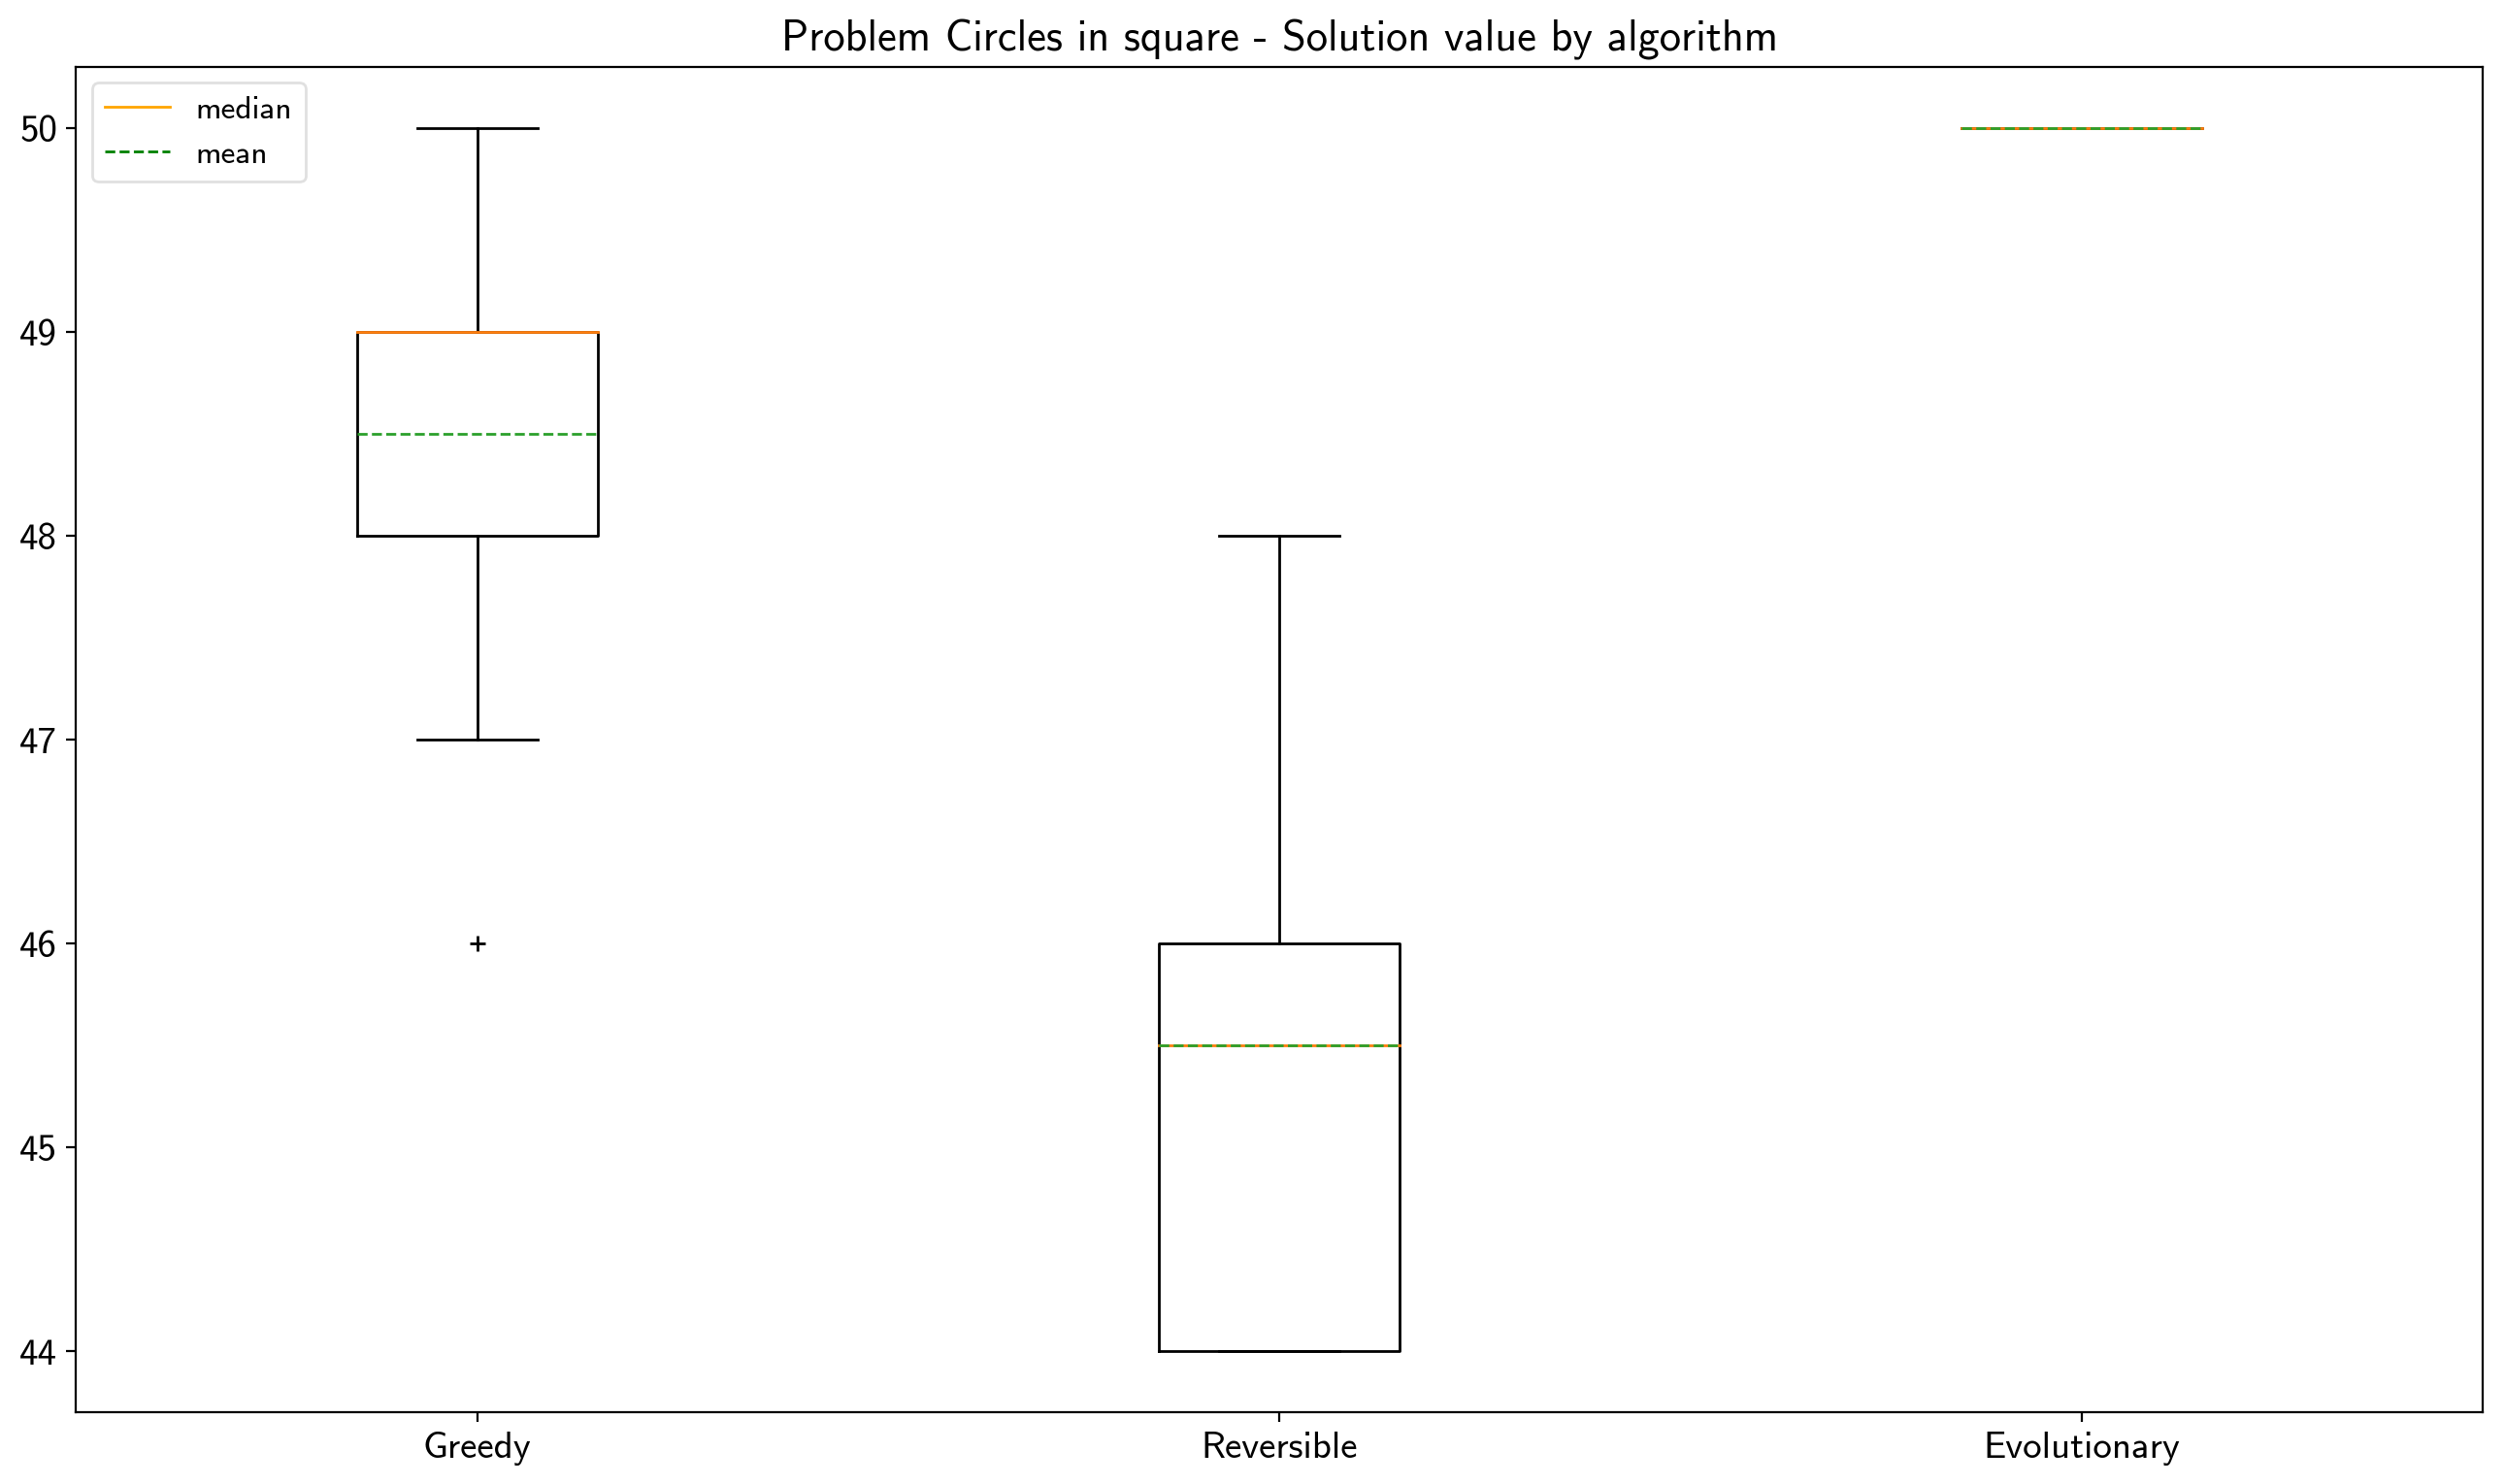 Problem Circles in square - Solution value by algorithm
median
mean
50
49
48
47
46
45
44
Greedy Reversible Evolutionary